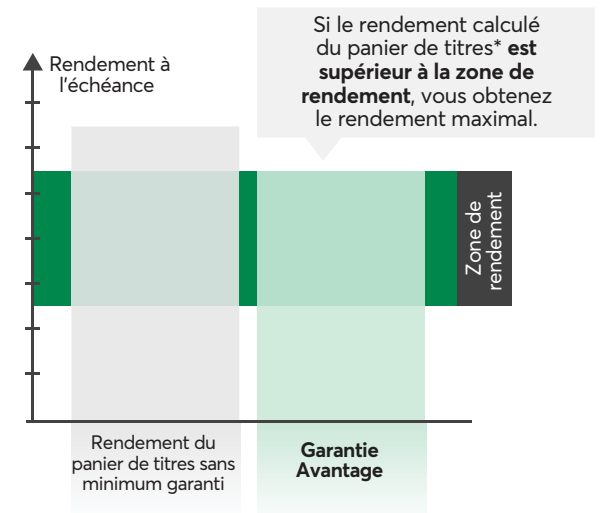 Si le rendement calculé
du panier de titres* est
supérieur à la zone de
rendement, vous obtenez
le rendement maximal.
Rendement à
l'échéance
Zone de
rendement
Rendement du
panier de titres sans
minimum garanti
Garantie
Avantage